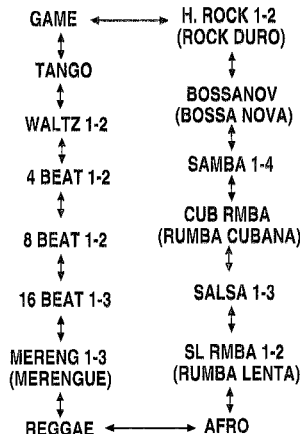 GAME
TANGO
WALTZ 1-2
4 BEAT 1-2
8 BEAT 1-2
16 BEAT 1-3
MERENG 1-3
(MERENGUE)
REGGAE
H. ROCK 1-2
(ROCK DURO)
BOSSANOV
(BOSSA NOVA)
SAMBA 1-4
CUB RMBA
(RUMBA CUBANA)
SALSA 1-3
SL RMBA 1-2
(RUMBA LENTA)
AFRO